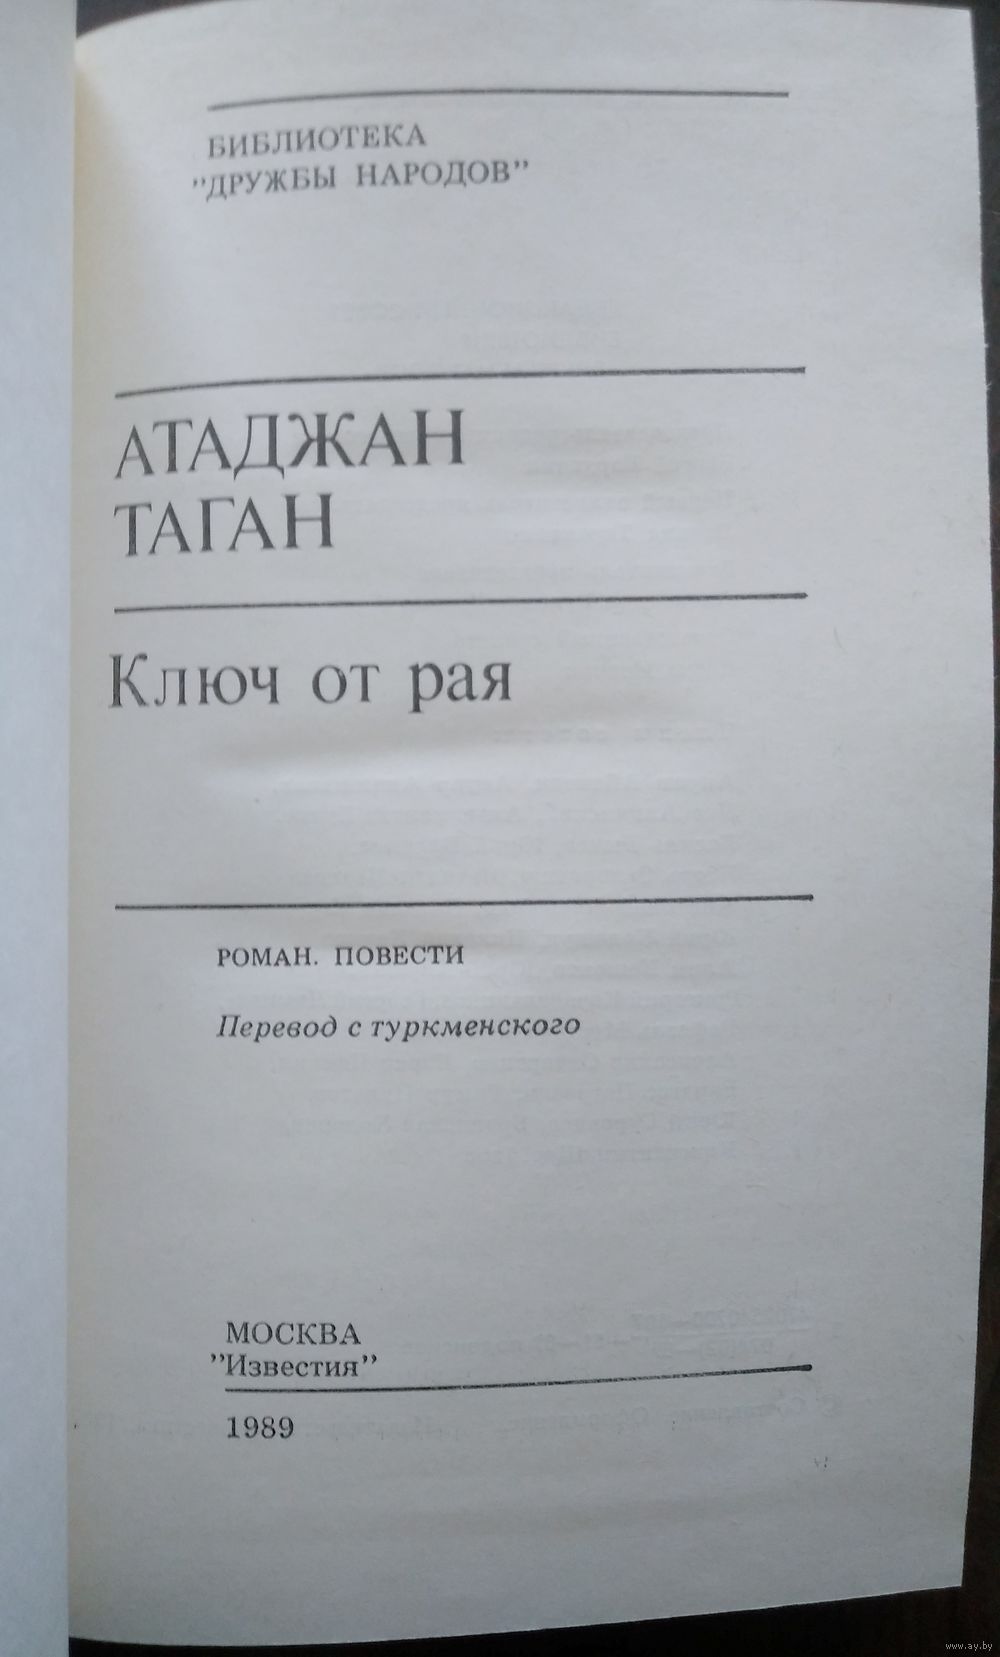 БИБЛИОТЕКА
"ДРУЖБЫ НАРОДОВ"
АТАДЖАН
ТАГАН
Ключ от рая
РОМАН. ПОВЕСТИ
Перевод с туркменского
МОСКВА
"Известия"
1989
www.ay.by